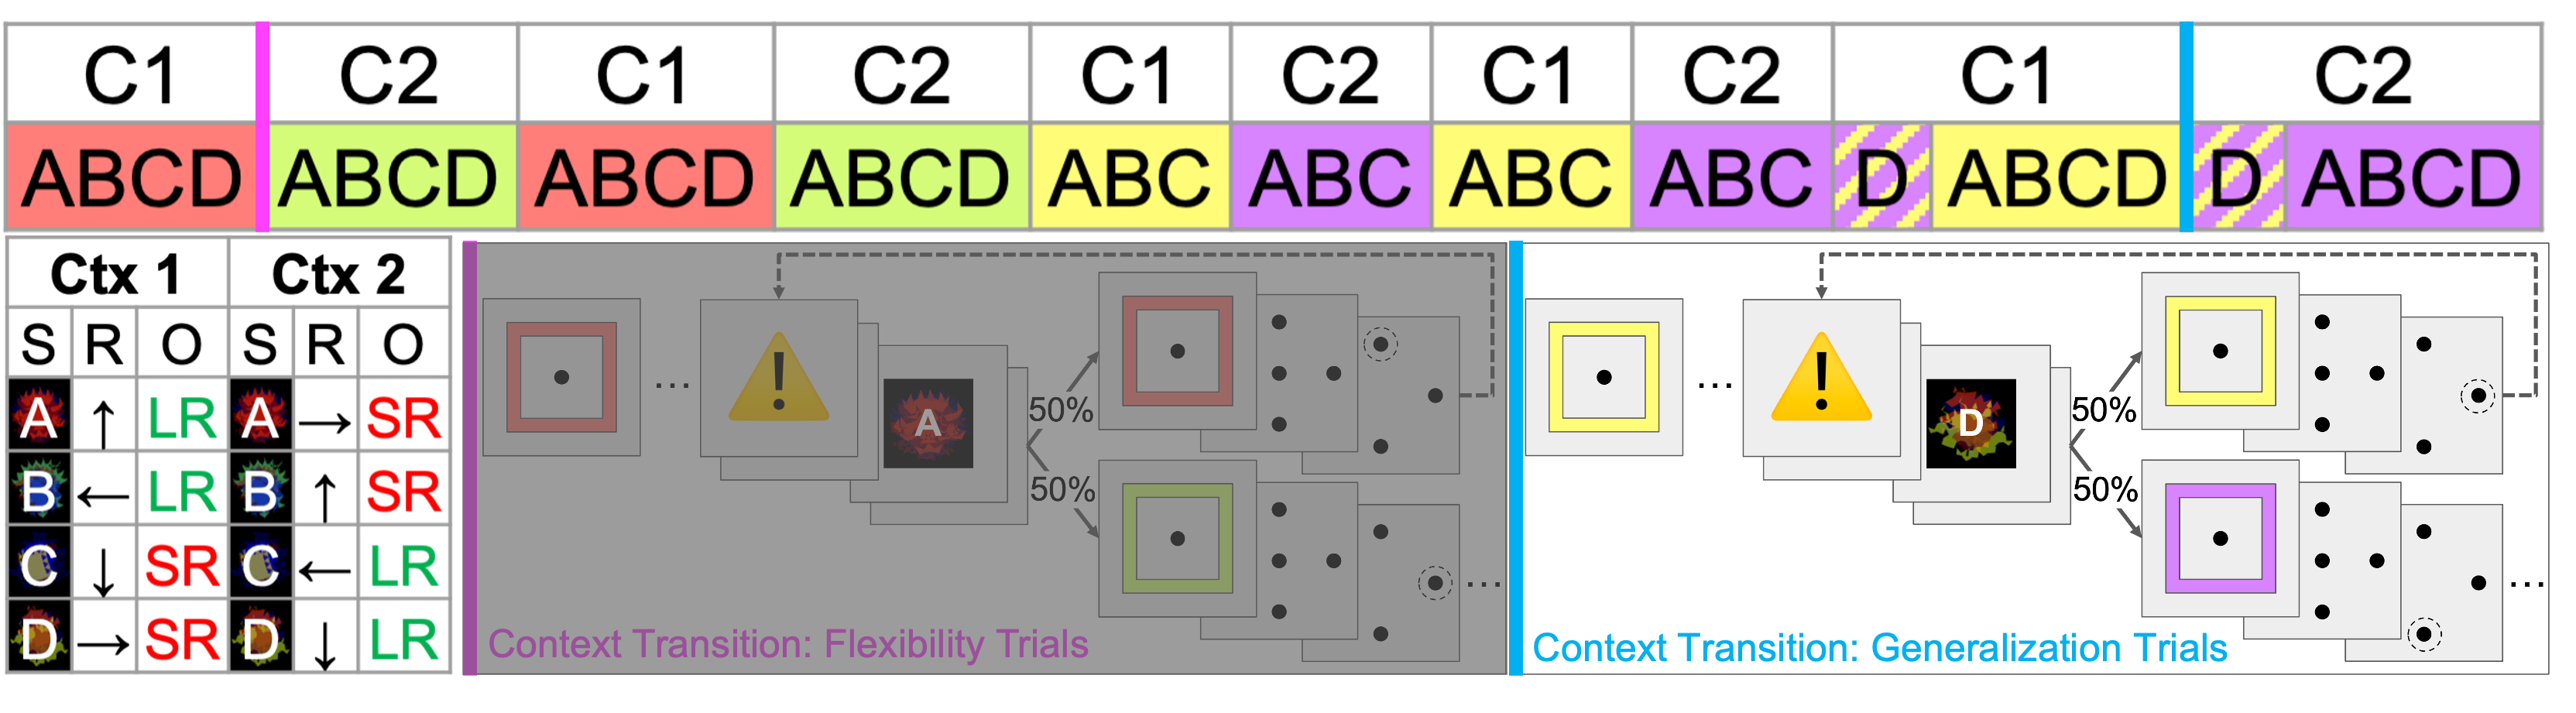 C1 C2 C1 C2 C1 C2 C1 C2 C1 C2
ABCD ABCD ABCD ABCD ABC ABC ABC ABC D ABCD D ABCD
Ctx 1 Ctx 2
S R O S R O
A ↑ LR A → SR
B ← LR B ↑ SR
C ↓ SR C ← LR
D → SR D ↓ LR
... ! A 50% 50% ...
Context Transition: Flexibility Trials
... ! D 50% 50% ...
Context Transition: Generalization Trials